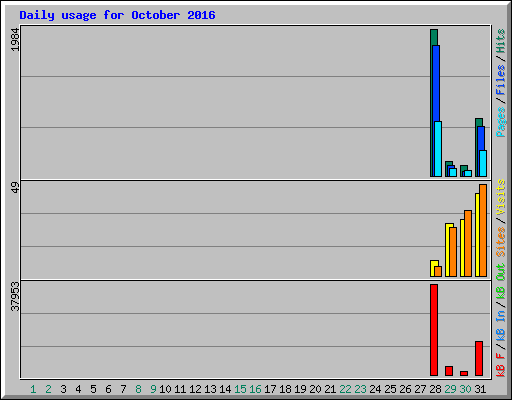 Daily usage for October 2016
1984
Pages / Files / Hits
49
Sites / Visits
37953
kB F / kB In / kB Out
1 2 3 4 5 6 7 8 9 10 11 12 13 14 15 16 17 18 19 20 21 22 23 24 25 26 27 28 29 30 31